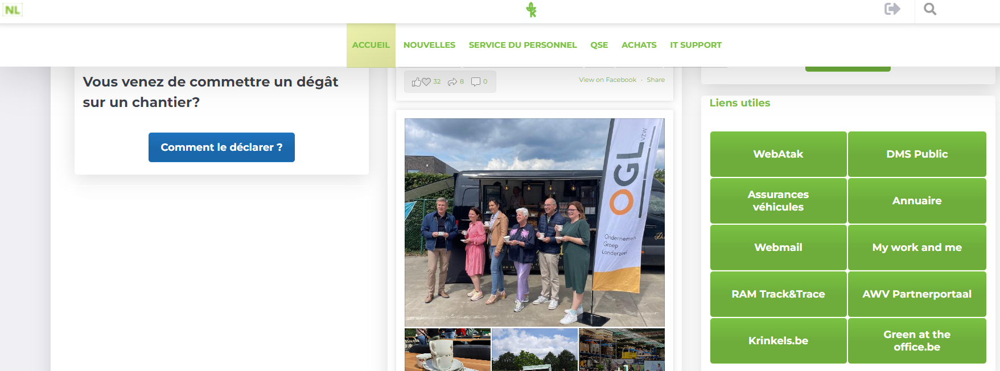 NL
ACCUEIL NOUVELLES SERVICE DU PERSONNEL QSE ACHATS IT SUPPORT
Vous venez de commettre un dégât
sur un chantier?
Comment le déclarer ?
32 8 0
View on Facebook · Share
OGL VZW
Ondernemers
Groep
Londerzeel
Liens utiles
WebAtak
DMS Public
Assurances
véhicules
Annuaire
Webmail
My work and me
RAM Track&Trace
AWV Partnerportaal
Krinkels.be
Green at the
office.be